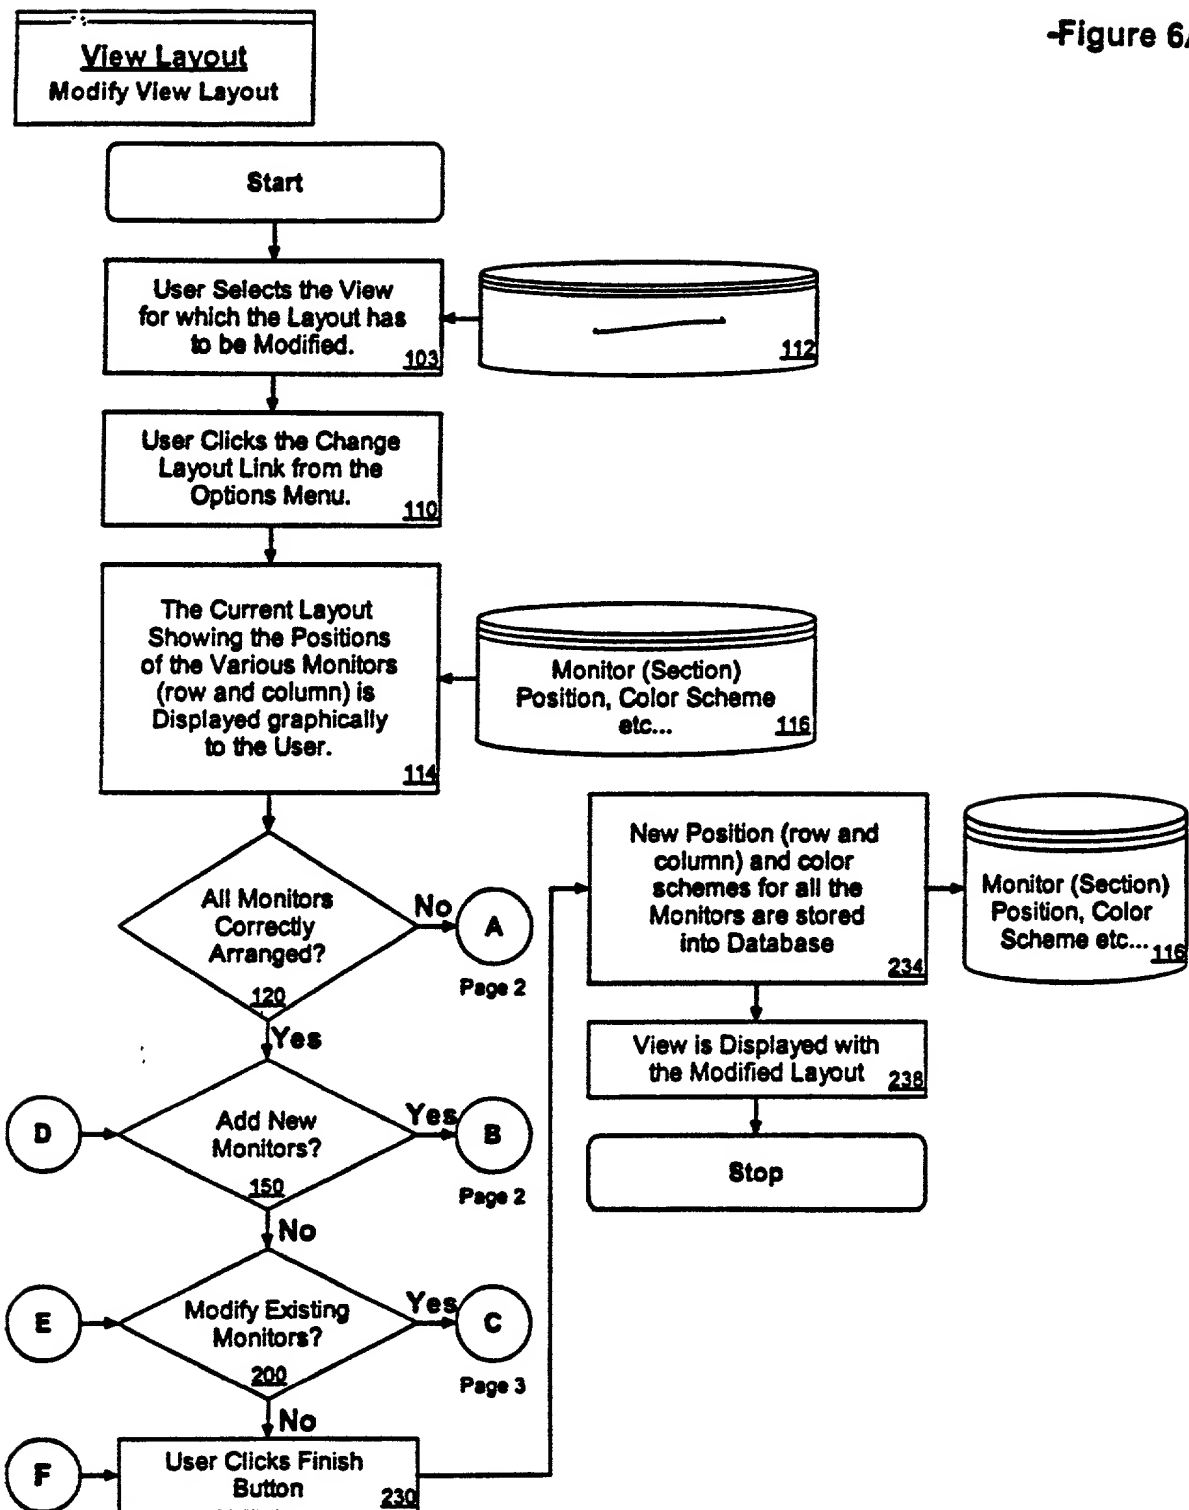 -Figure 6A
View Layout
Modify View Layout
Start
User Selects the View
for which the Layout has
to be Modified.
103
112
User Clicks the Change
Layout Link from the
Options Menu.
110
The Current Layout
Showing the Positions
of the Various Monitors
(row and column) is
Displayed graphically
to the User.
114
Monitor (Section)
Position, Color Scheme
etc...
116
All Monitors
Correctly
Arranged?
120
No
A
Page 2
Yes
D
Add New
Monitors?
150
Yes
B
Page 2
No
E
Modify Existing
Monitors?
200
Yes
C
Page 3
No
F
User Clicks Finish
Button
230
New Position (row and
column) and color
schemes for all the
Monitors are stored
into Database
234
Monitor (Section)
Position, Color
Scheme etc...
116
View is Displayed with
the Modified Layout
238
Stop